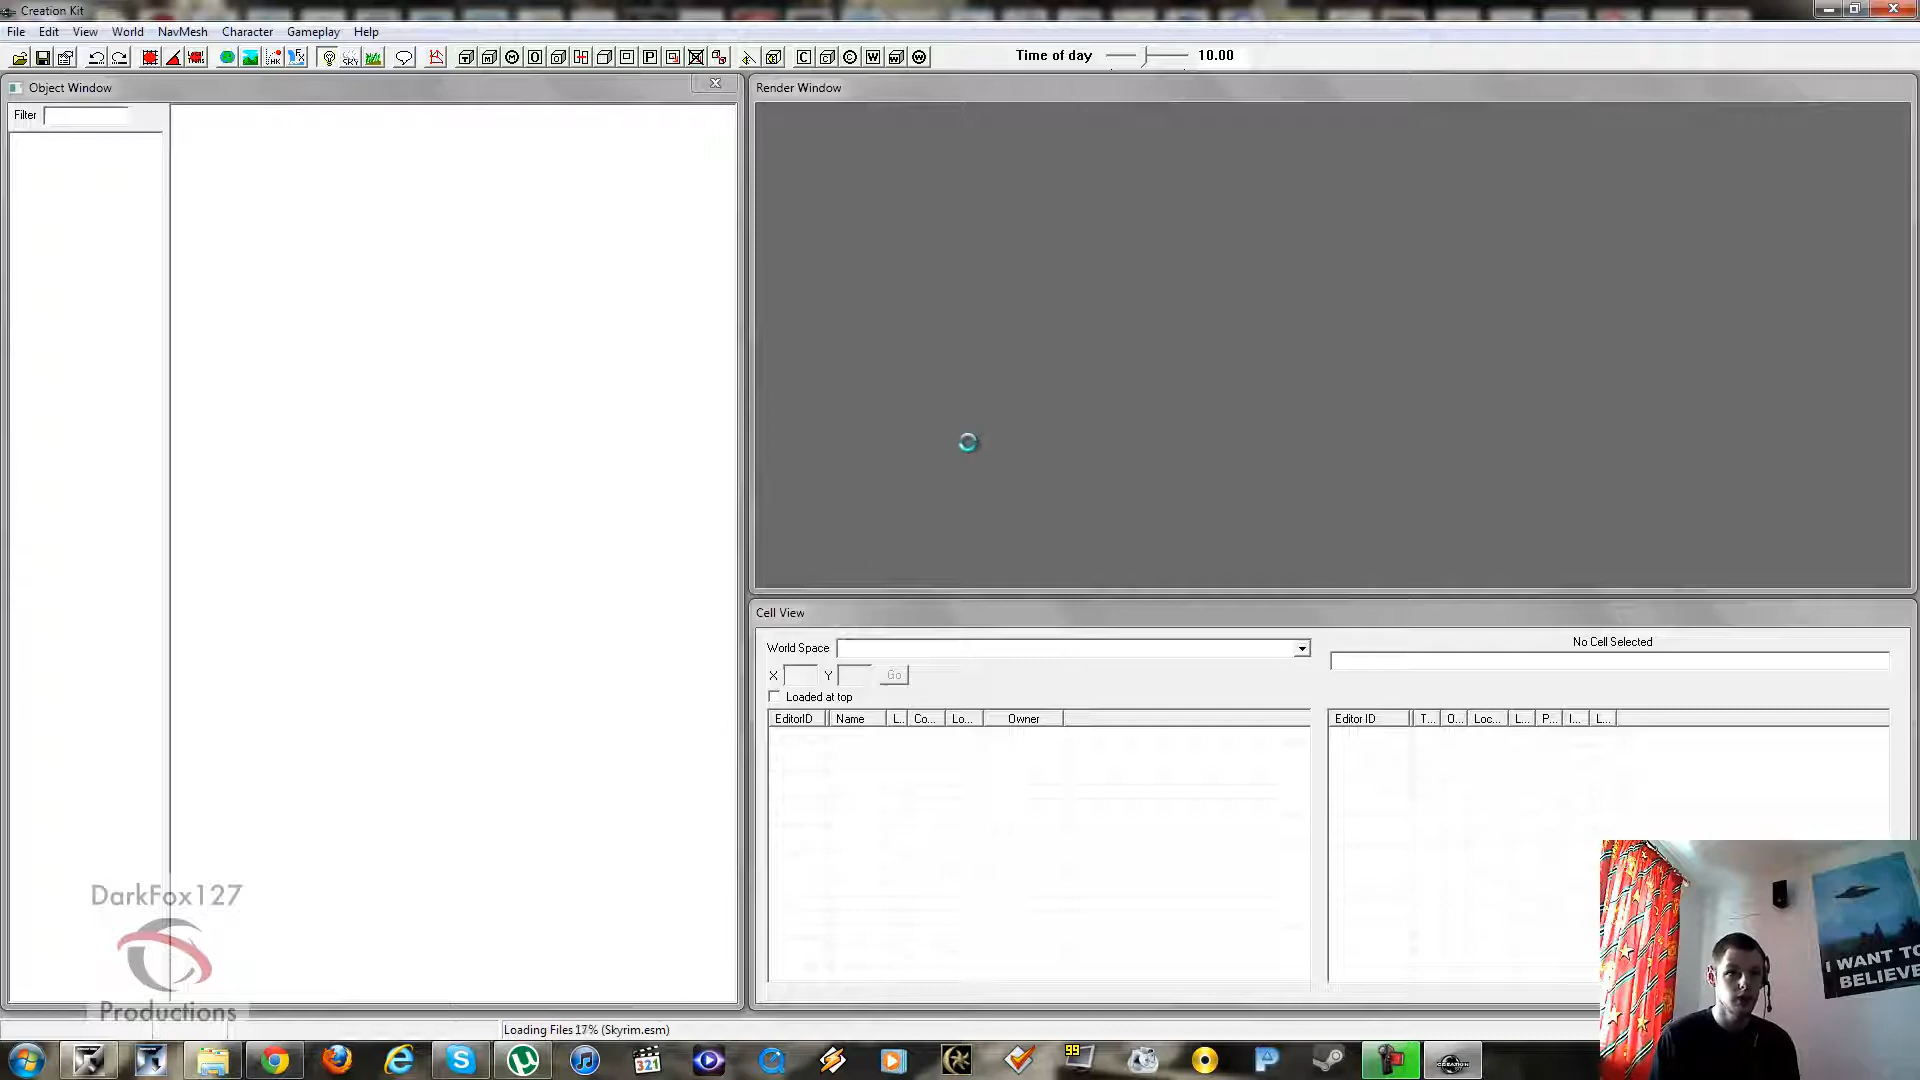 Creation Kit
File Edit View World NavMesh Character Gameplay Help
Time of day 10.00
Object Window
Filter
Render Window
Cell View
World Space
No Cell Selected
X Y Go
Loaded at top
EditorID Name L.. Co... Lo... Owner
Editor ID T... O... Loc... L... P... I... L...
DarkFox127
Productions
I WANT TO
BELIEVE
Loading Files 17% (Skyrim.esm)
321
99